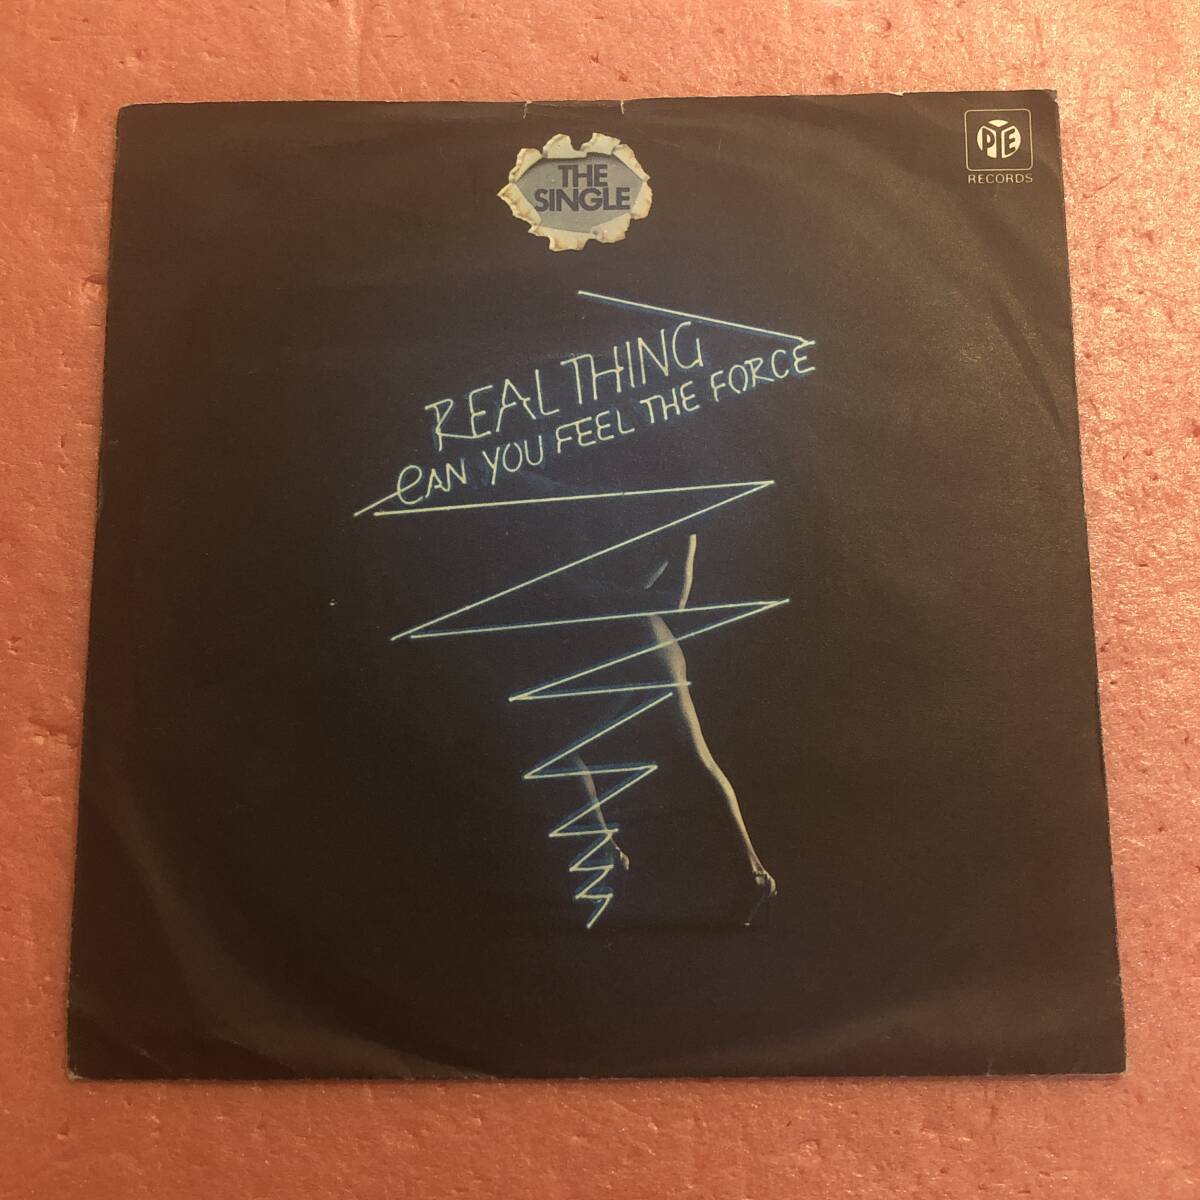 THE
SINGLE
PYE
RECORDS
REAL THING
CAN YOU FEEL THE FORCE